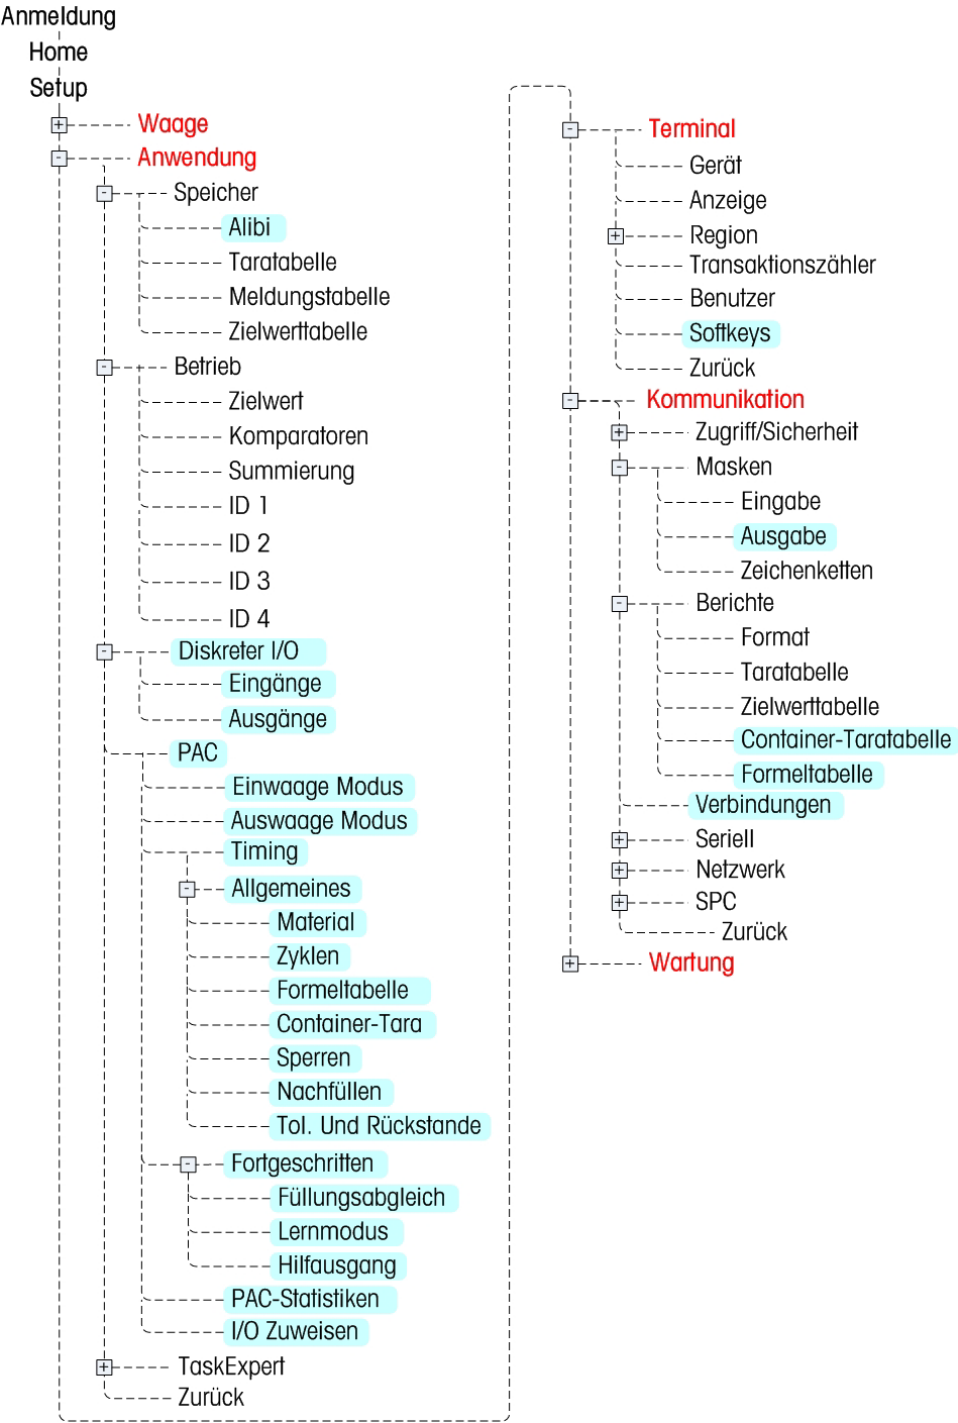 Anmeldung
Home
Setup
Waage
Anwendung
Speicher
Alibi
Taratabelle
Meldungstabelle
Zielwerttabelle
Betrieb
Zielwert
Komparatoren
Summierung
ID 1
ID 2
ID 3
ID 4
Diskreter I/O
Eingänge
Ausgänge
PAC
Einwaage Modus
Auswaage Modus
Timing
Allgemeines
Material
Zyklen
Formeltabelle
Container-Tara
Sperren
Nachfüllen
Tol. Und Rückstande
Fortgeschritten
Füllungsabgleich
Lernmodus
Hilfausgang
PAC-Statistiken
I/O Zuweisen
TaskExpert
Zurück
Terminal
Gerät
Anzeige
Region
Transaktionszähler
Benutzer
Softkeys
Zurück
Kommunikation
Zugriff/Sicherheit
Masken
Eingabe
Ausgabe
Zeichenketten
Berichte
Format
Taratabelle
Zielwerttabelle
Container-Taratabelle
Formeltabelle
Verbindungen
Seriell
Netzwerk
SPC
Zurück
Wartung